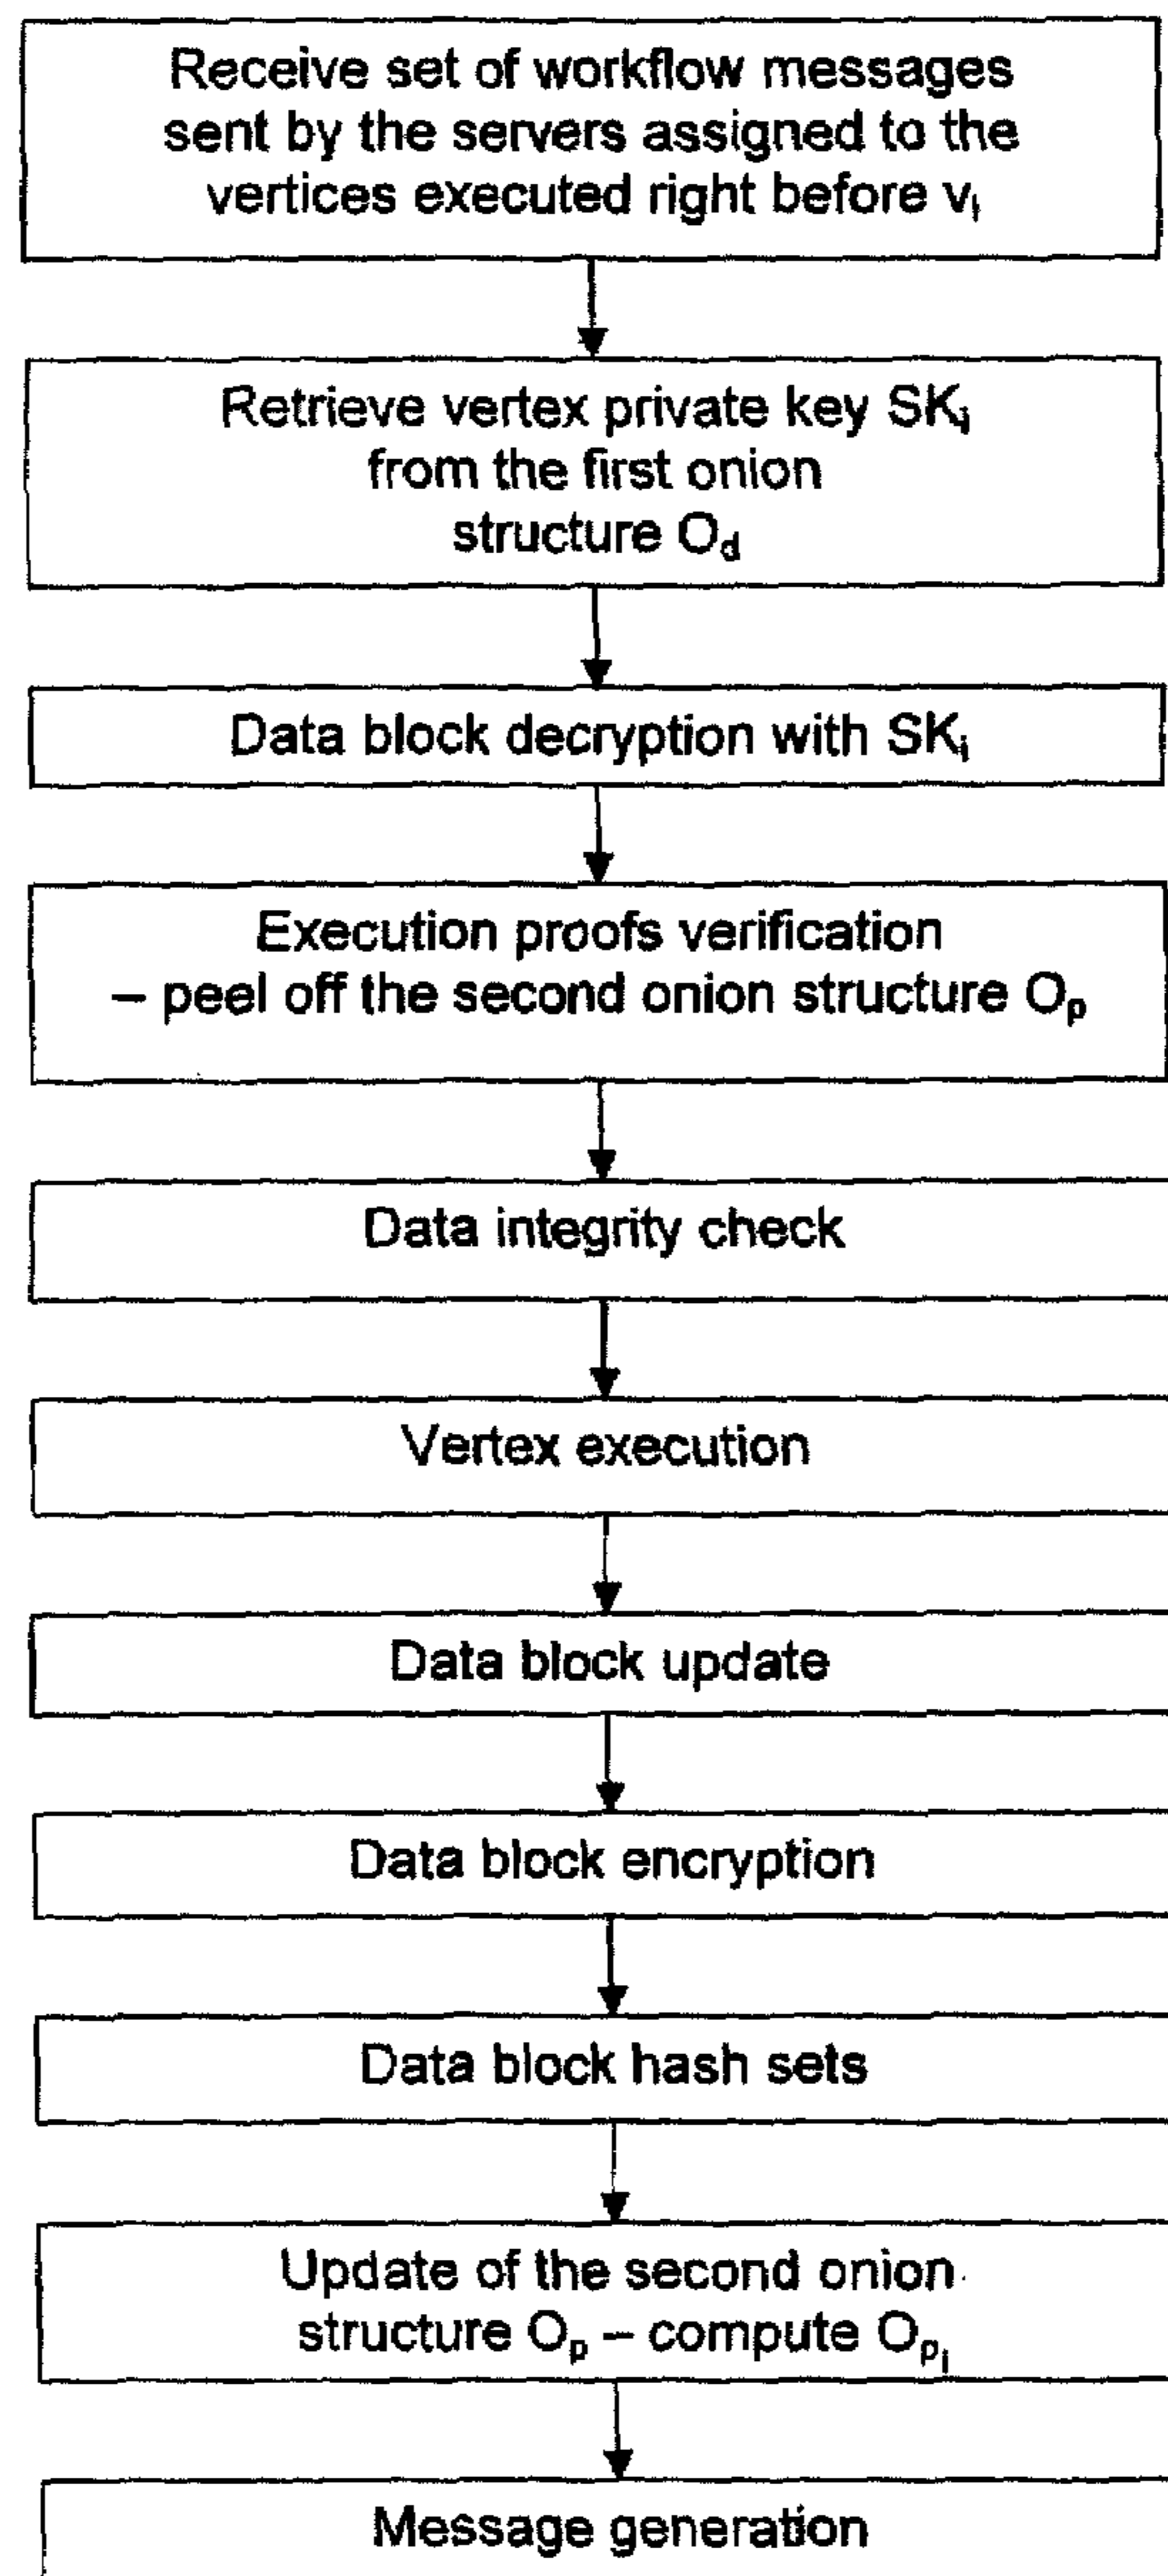 Receive set of workflow messages
sent by the servers assigned to the
vertices executed right before vᵢ
Retrieve vertex private key SKᵢ
from the first onion
structure O_d
Data block decryption with SKᵢ
Execution proofs verification
– peel off the second onion structure Oₚ
Data integrity check
Vertex execution
Data block update
Data block encryption
Data block hash sets
Update of the second onion
structure Oₚ – compute Oₚᵢ
Message generation